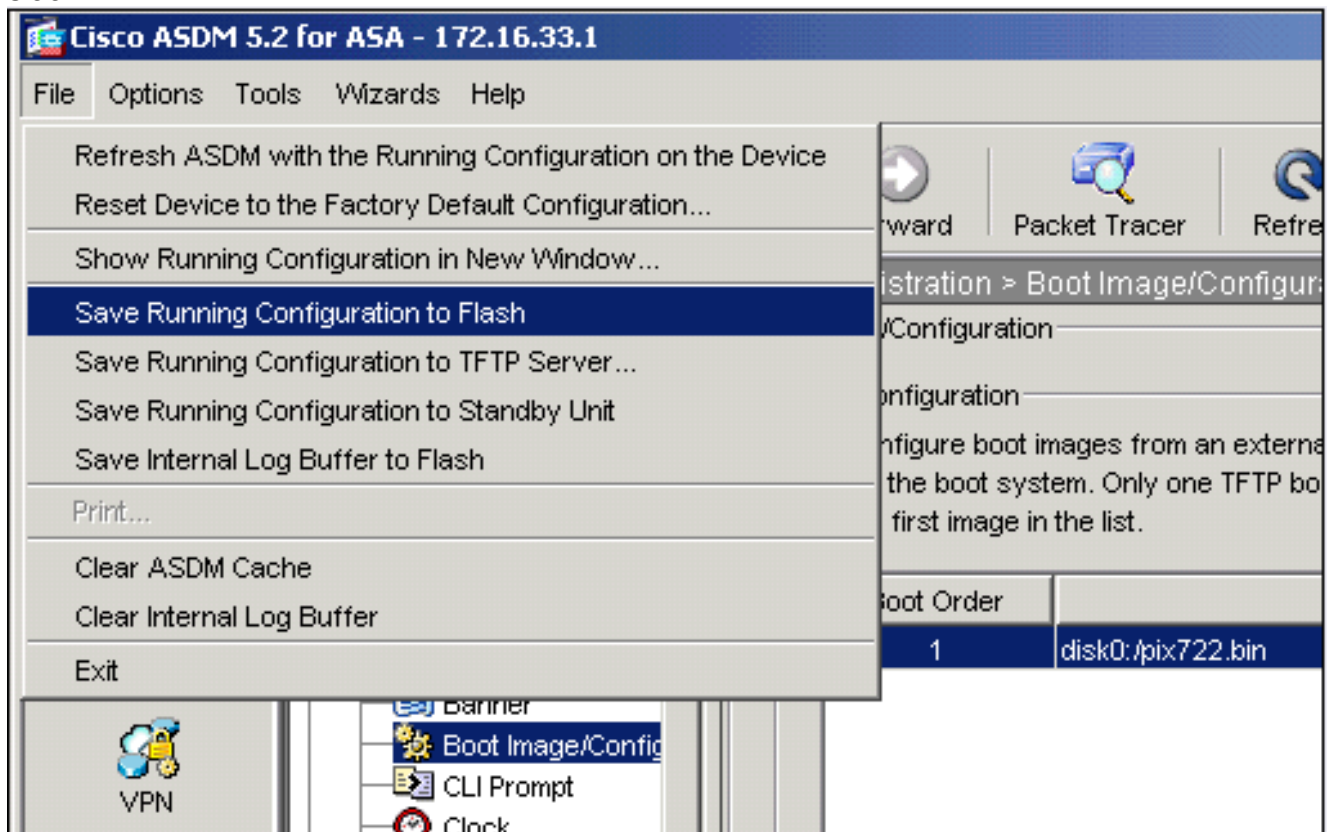 Cisco ASDM 5.2 for ASA - 172.16.33.1
File Options Tools Wizards Help
Refresh ASDM with the Running Configuration on the Device
Reset Device to the Factory Default Configuration...
Show Running Configuration in New Window...
Save Running Configuration to Flash
Save Running Configuration to TFTP Server...
Save Running Configuration to Standby Unit
Save Internal Log Buffer to Flash
Print...
Clear ASDM Cache
Clear Internal Log Buffer
Exit
rward Packet Tracer Refre
istration > Boot Image/Configur
/Configuration
onfiguration
nfigure boot images from an externa
the boot system. Only one TFTP bo
first image in the list.
Boot Order
1 disk0:/pix722.bin
Banner
Boot Image/Config
CLI Prompt
Clock
VPN